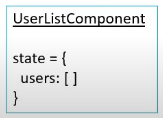 UserListComponent
state = {
users: [ ]
}